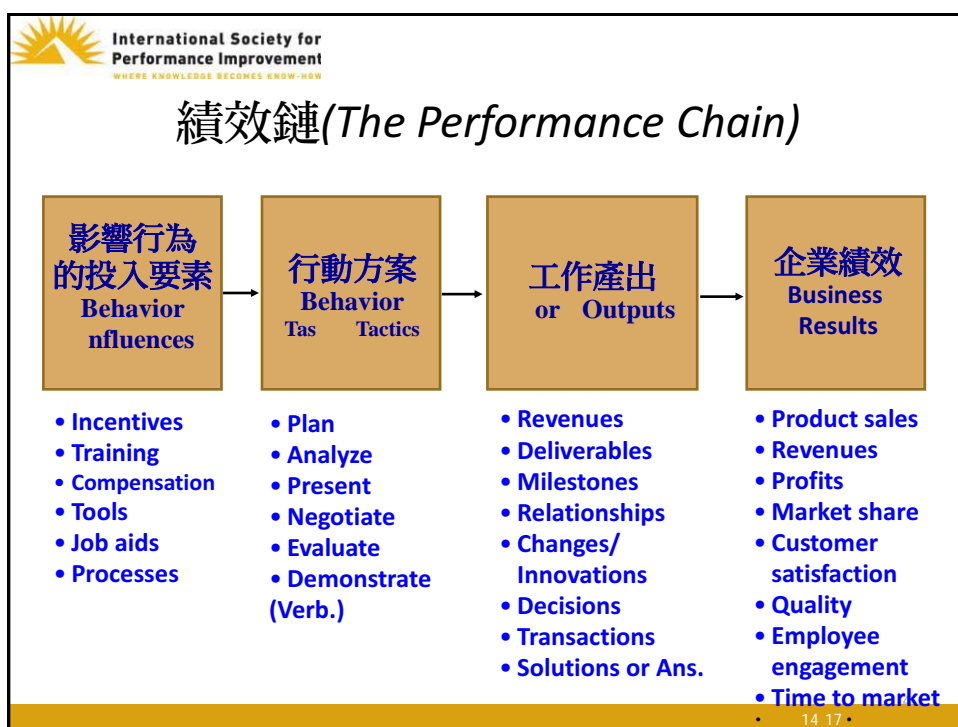 International Society for
Performance Improvement
WHERE KNOWLEDGE BECOMES KNOW-HOW
績效鏈(The Performance Chain)
影響行為
的投入要素
Behavior
nfluences
行動方案
Behavior
Tas Tactics
工作產出
or Outputs
企業績效
Business
Results
• Incentives
• Training
• Compensation
• Tools
• Job aids
• Processes
• Plan
• Analyze
• Present
• Negotiate
• Evaluate
• Demonstrate
(Verb.)
• Revenues
• Deliverables
• Milestones
• Relationships
• Changes/
Innovations
• Decisions
• Transactions
• Solutions or Ans.
• Product sales
• Revenues
• Profits
• Market share
• Customer
satisfaction
• Quality
• Employee
engagement
• Time to market
• 14 17 •